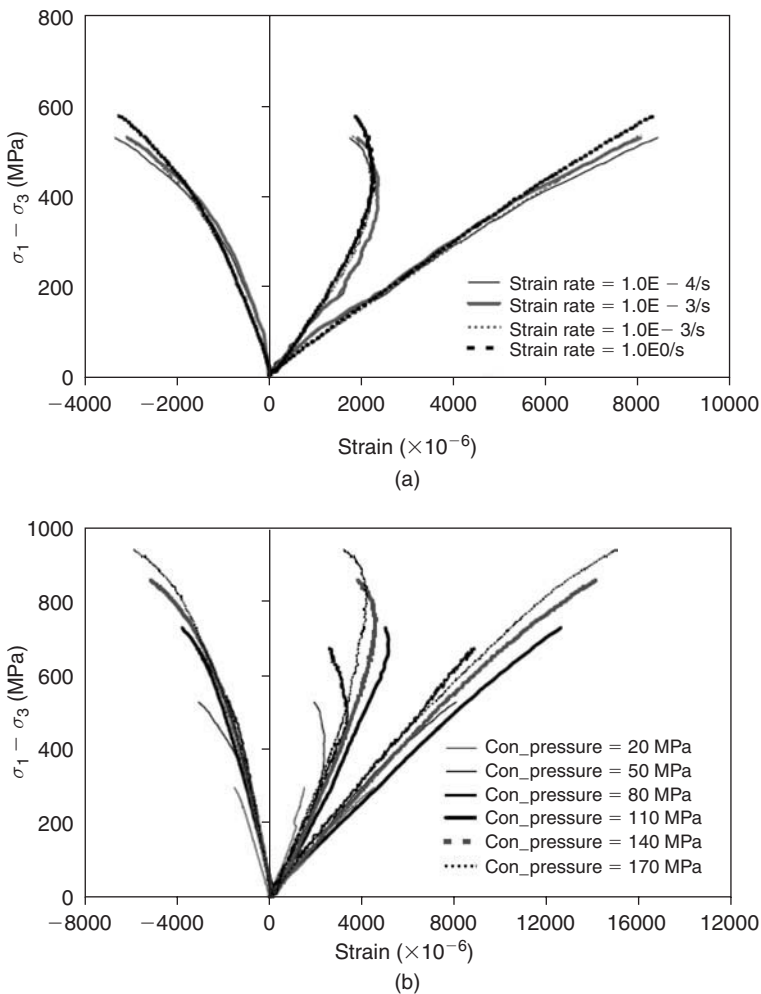 800
600
400
200
0
σ1 − σ3 (MPa)
Strain rate = 1.0E − 4/s
Strain rate = 1.0E − 3/s
Strain rate = 1.0E− 3/s
Strain rate = 1.0E0/s
−4000 −2000 0 2000 4000 6000 8000 10000
Strain (×10−6)
(a)
1000
800
600
400
200
0
σ1 − σ3 (MPa)
Con_pressure = 20 MPa
Con_pressure = 50 MPa
Con_pressure = 80 MPa
Con_pressure = 110 MPa
Con_pressure = 140 MPa
Con_pressure = 170 MPa
−8000 −4000 0 4000 8000 12000 16000 12000
Strain (×10−6)
(b)